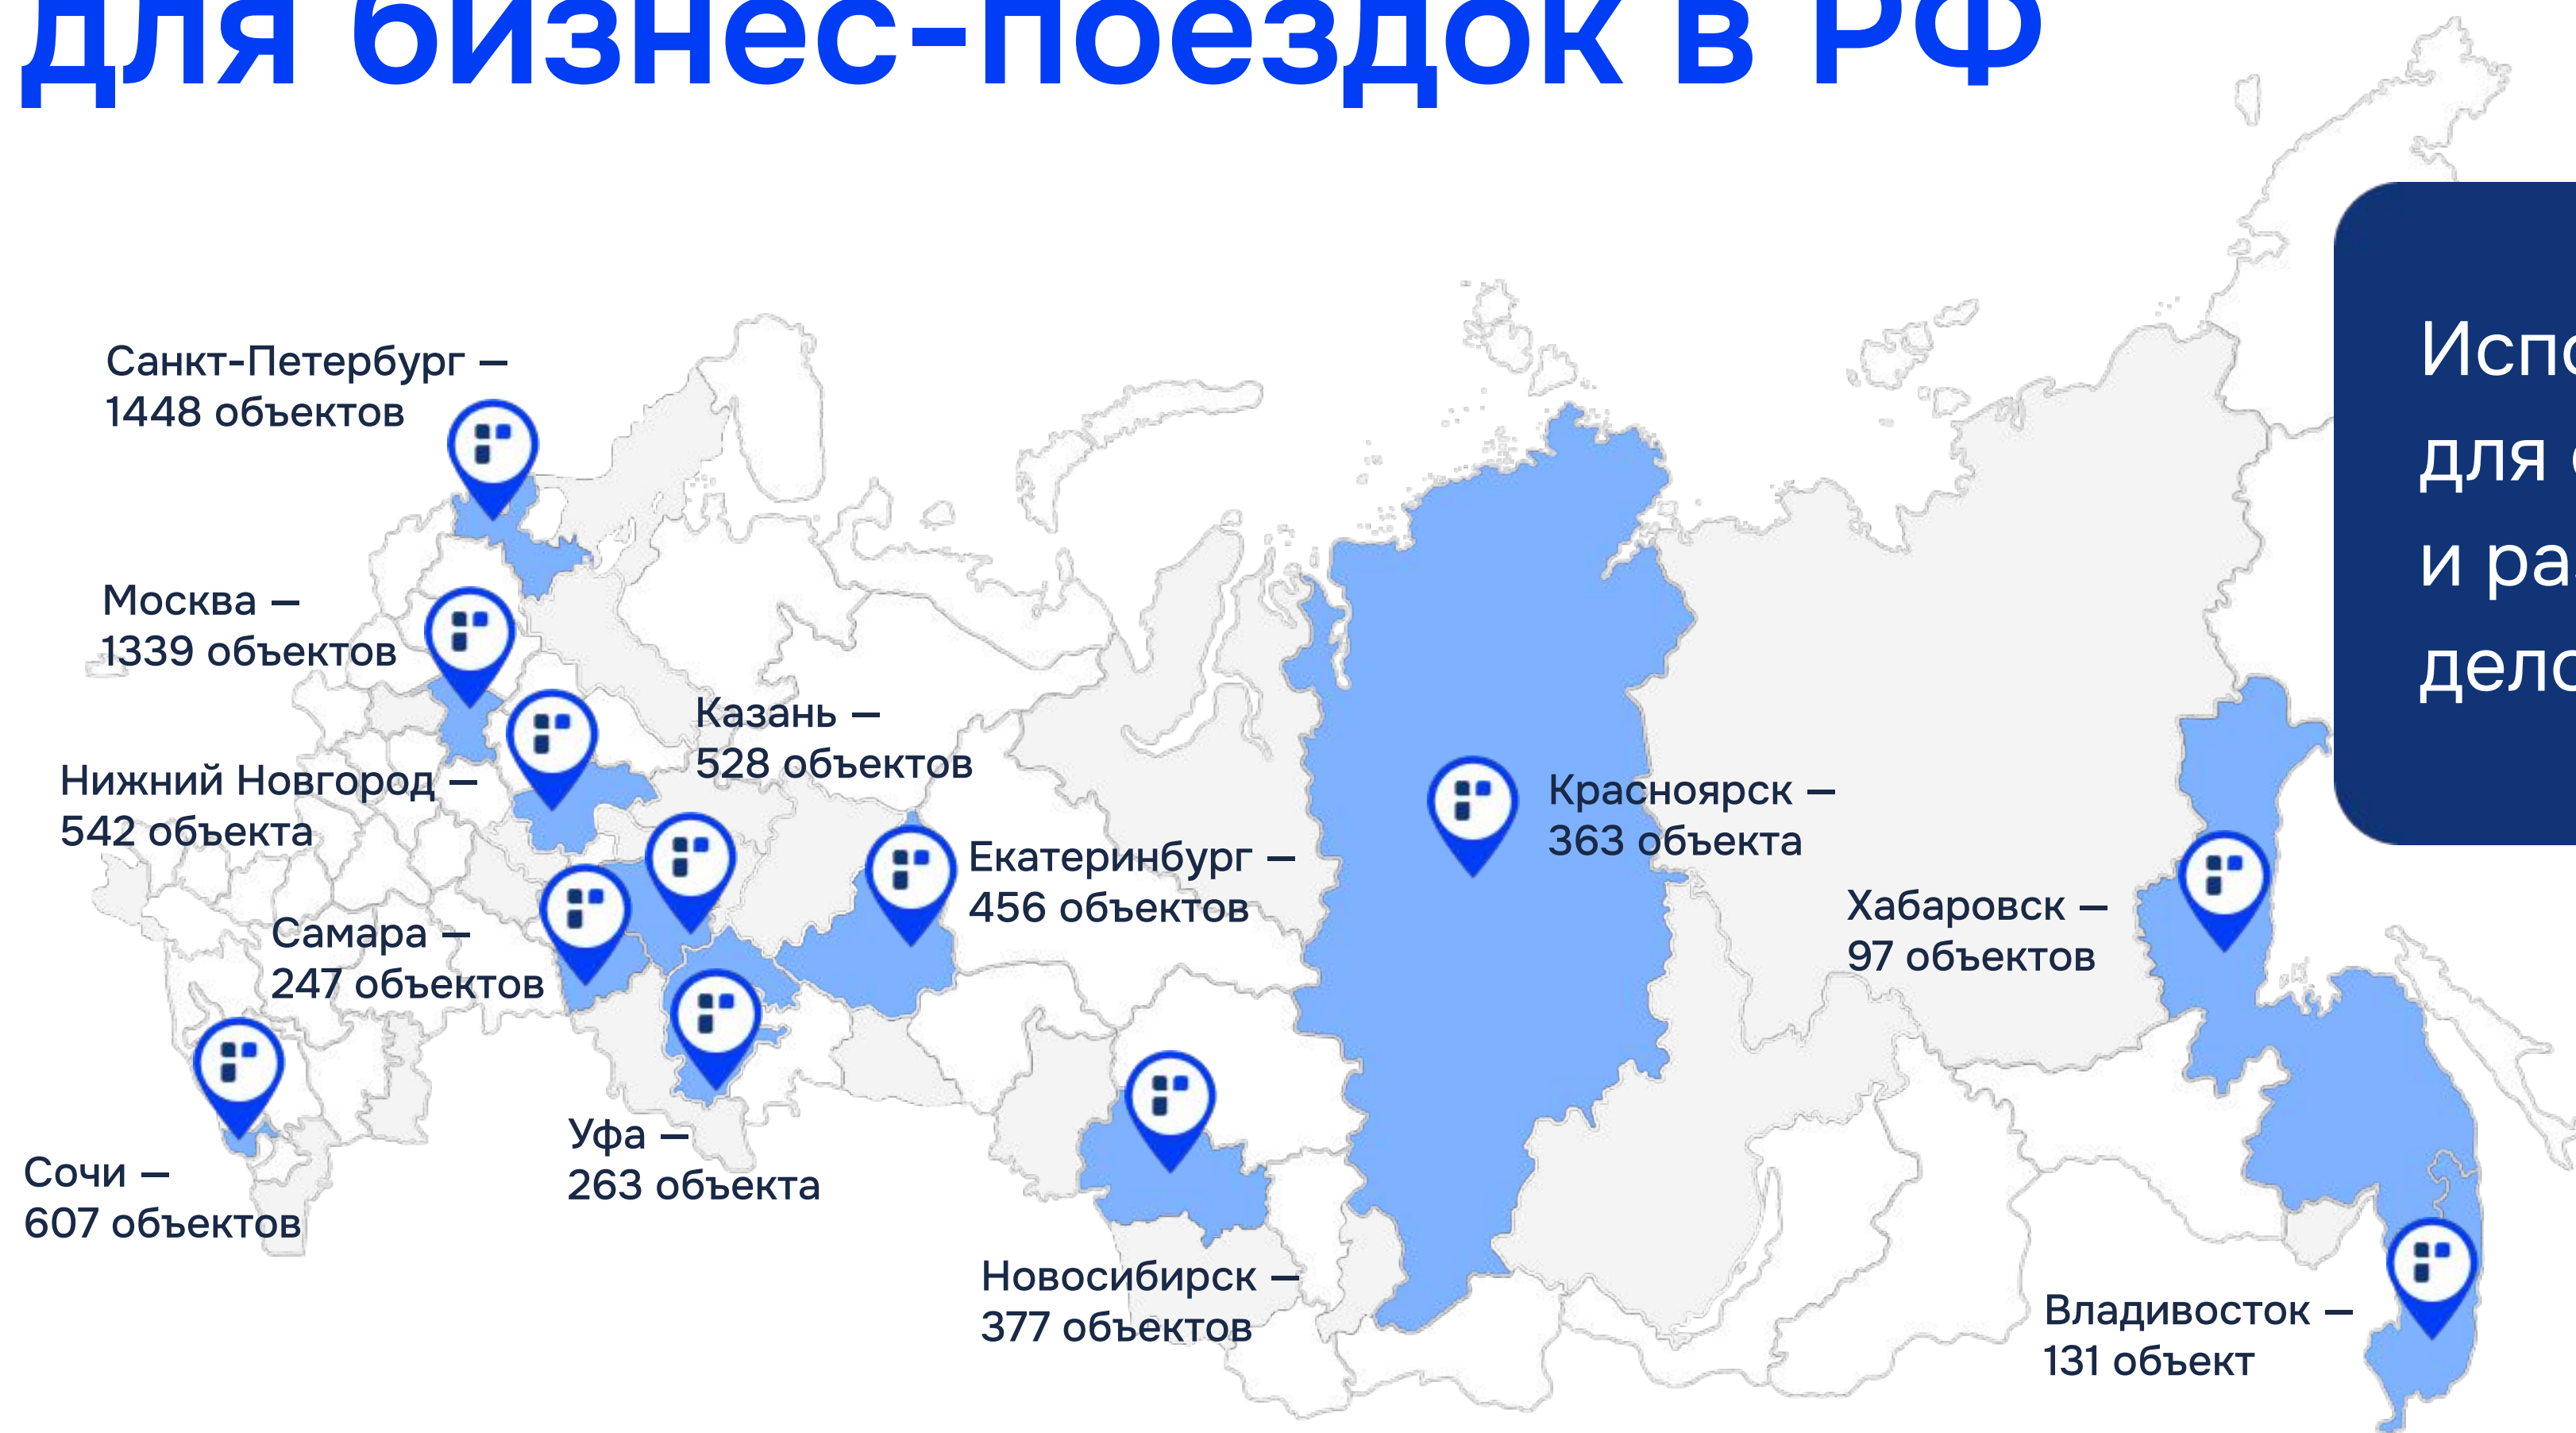 для бизнес-поездок в РФ
Санкт-Петербург —
1448 объектов
Москва —
1339 объектов
Нижний Новгород —
542 объекта
Казань —
528 объектов
Екатеринбург —
456 объектов
Самара —
247 объектов
Сочи —
607 объектов
Уфа —
263 объекта
Новосибирск —
377 объектов
Красноярск —
363 объекта
Хабаровск —
97 объектов
Владивосток —
131 объект
для
и